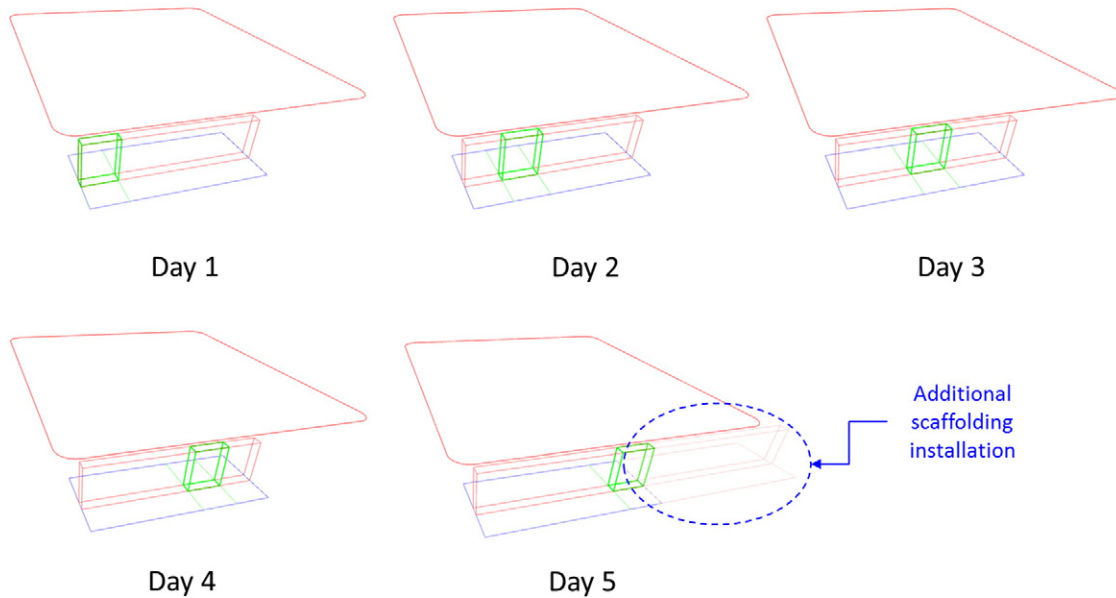 Day 1
Day 2
Day 3
Day 4
Day 5
Additional
scaffolding
installation